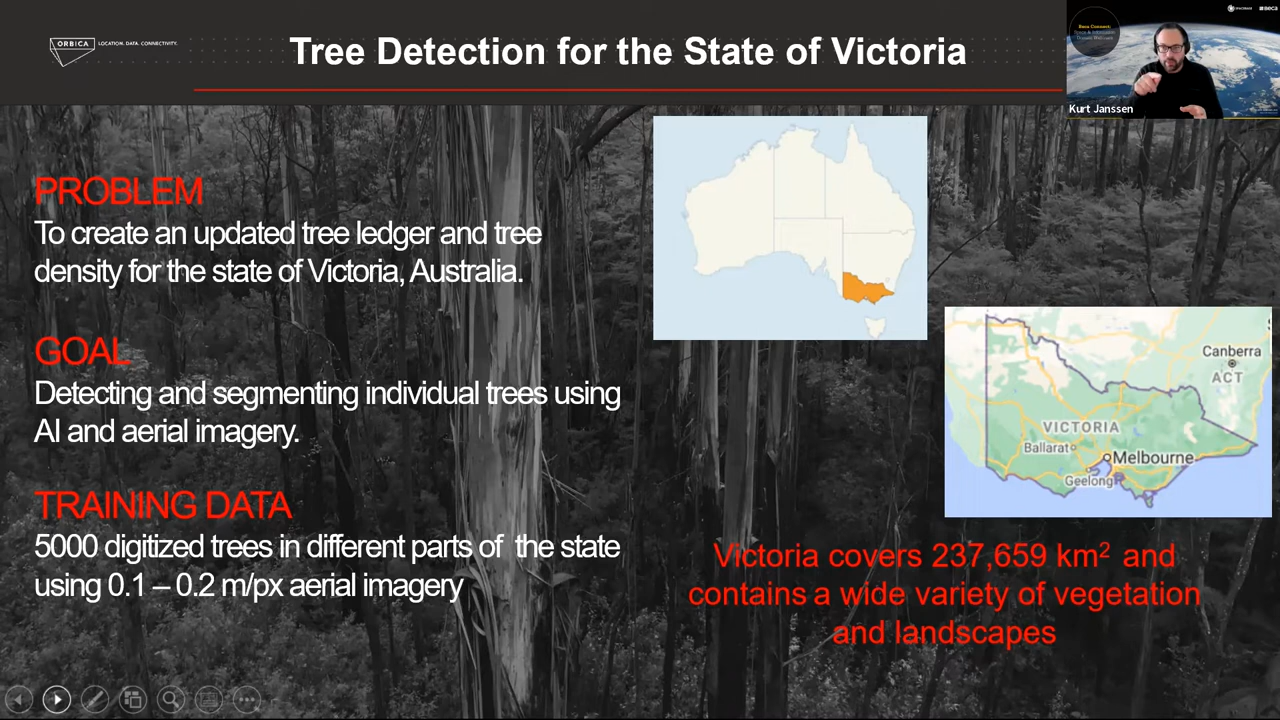 ORBICA
LOCATION. DATA. CONNECTIVITY.
Tree Detection for the State of Victoria
Beca
Kurt Janssen
PROBLEM
To create an updated tree ledger and tree
density for the state of Victoria, Australia.
GOAL
Detecting and segmenting individual trees using
AI and aerial imagery.
TRAINING DATA
5000 digitized trees in different parts of the state
using 0.1 – 0.2 m/px aerial imagery
Canberra
ACT
VICTORIA
Ballarat
Melbourne
Geelong
Victoria covers 237,659 km² and
contains a wide variety of vegetation
and landscapes